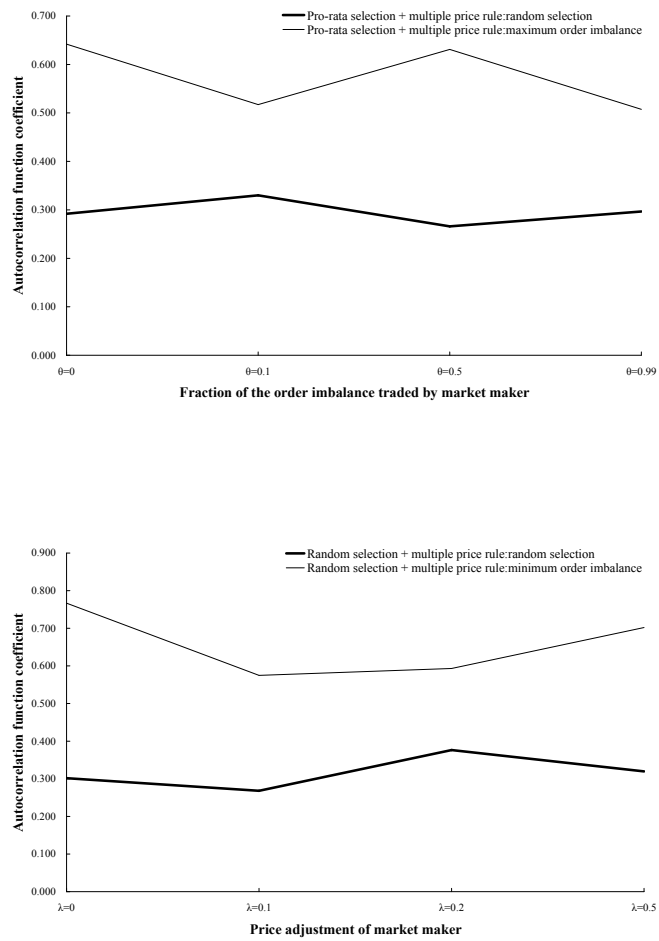 Pro-rata selection + multiple price rule:random selection
Pro-rata selection + multiple price rule:maximum order imbalance
Autocorrelation function coefficient
0.700
0.600
0.500
0.400
0.300
0.200
0.100
0.000
θ=0 θ=0.1 θ=0.5 θ=0.99
Fraction of the order imbalance traded by market maker
Random selection + multiple price rule:random selection
Random selection + multiple price rule:minimum order imbalance
Autocorrelation function coefficient
0.900
0.800
0.700
0.600
0.500
0.400
0.300
0.200
0.100
0.000
λ=0 λ=0.1 λ=0.2 λ=0.5
Price adjustment of market maker